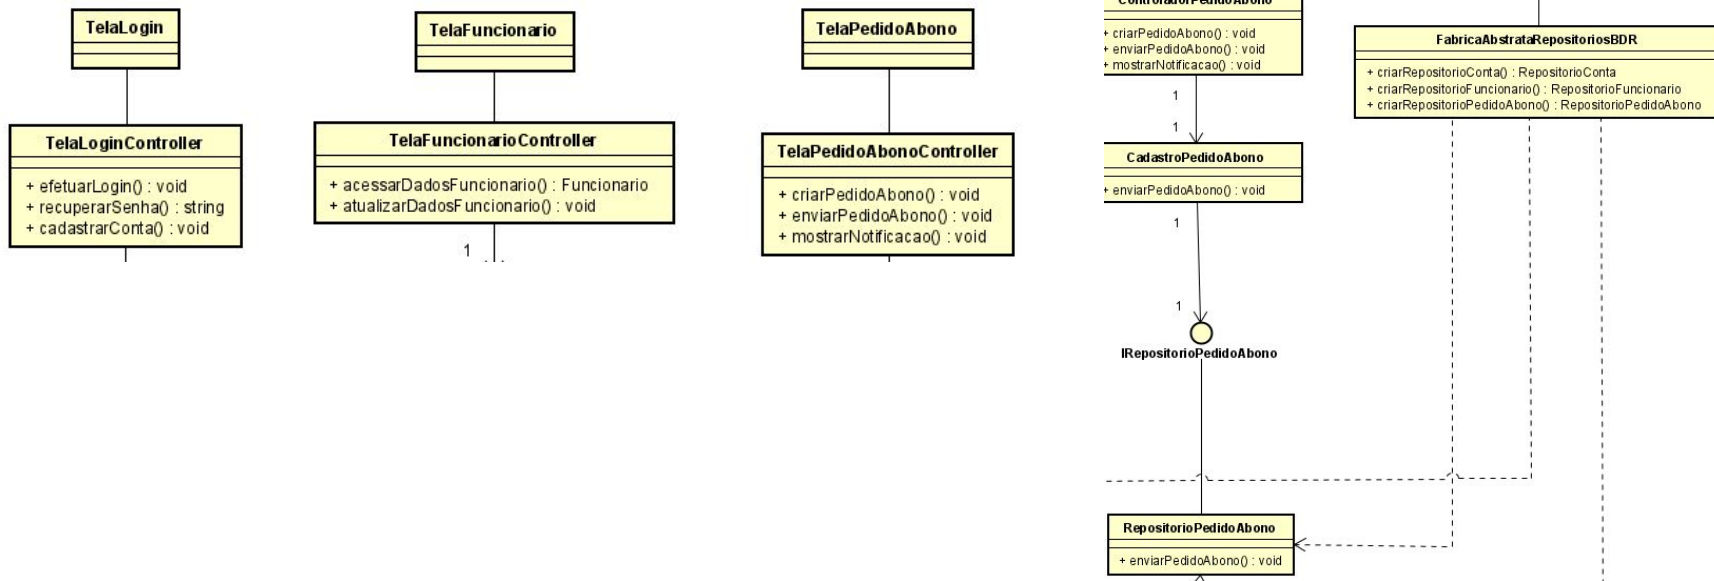 TelaLogin
TelaLoginController
+ efetuarLogin() : void
+ recuperarSenha() : string
+ cadastrarConta() : void
TelaFuncionario
TelaFuncionarioController
+ acessarDadosFuncionario() : Funcionario
+ atualizarDadosFuncionario() : void
1
TelaPedidoAbono
TelaPedidoAbonoController
+ criarPedidoAbono() : void
+ enviarPedidoAbono() : void
+ mostrarNotificacao() : void
ControladorPedidoAbono
+ criarPedidoAbono() : void
+ enviarPedidoAbono() : void
+ mostrarNotificacao() : void
1
1
CadastroPedidoAbono
+ enviarPedidoAbono() : void
1
1
IRepositorioPedidoAbono
RepositorioPedidoAbono
+ enviarPedidoAbono() : void
FabricaAbstrataRepositoriosBDR
+ criarRepositorioConta() : RepositorioConta
+ criarRepositorioFuncionario() : RepositorioFuncionario
+ criarRepositorioPedidoAbono() : RepositorioPedidoAbono